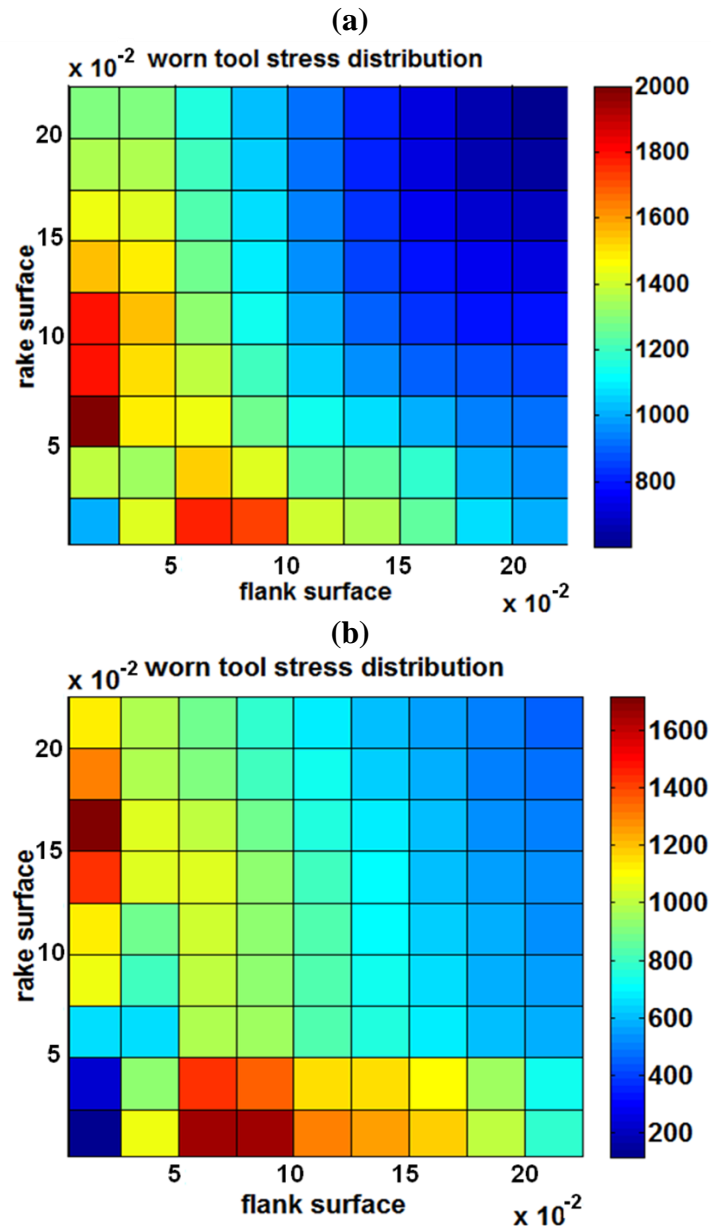 (a)
x 10-2 worn tool stress distribution
20
15
10
5
rake surface
5 10 15 20
flank surface
x 10-2
2000
1800
1600
1400
1200
1000
800
(b)
x 10-2 worn tool stress distribution
20
15
10
5
rake surface
5 10 15 20
flank surface
x 10-2
1600
1400
1200
1000
800
600
400
200